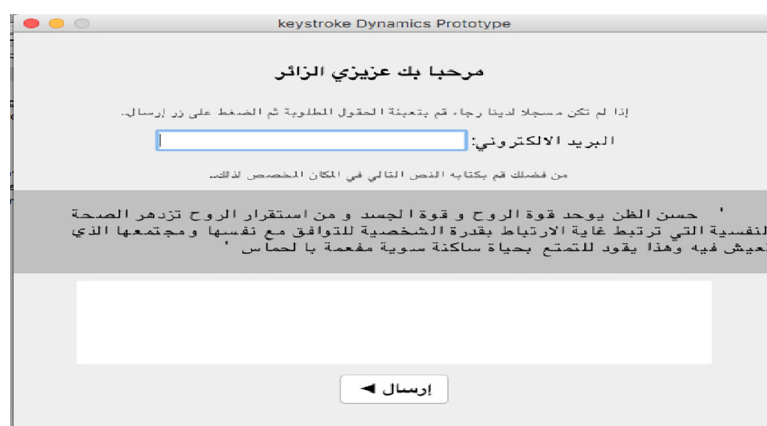 keystroke Dynamics Prototype
مرحبا بك عزيزي الزائر
إذا لم تكن مسجلا لدينا رجاء قم بتعبئة الحقول المطلوبة ثم الضغط على زر إرسال..
البريد الالكتروني:
من فضلك قم بكتابه النص التالي في المكان المخصص لذلك..
' حسن الظن يوحد قوة الروح و قوة الجسد و من استقرار الروح تزدهر الصحة
لنفسية التي ترتبط غاية الارتباط بقدرة الشخصية للتوافق مع نفسها ومجتمعها الذي
عيش فيه وهذا يقود للتمتع بحياة ساكنة سوية مفعمة با لحماس '
إرسال ◄